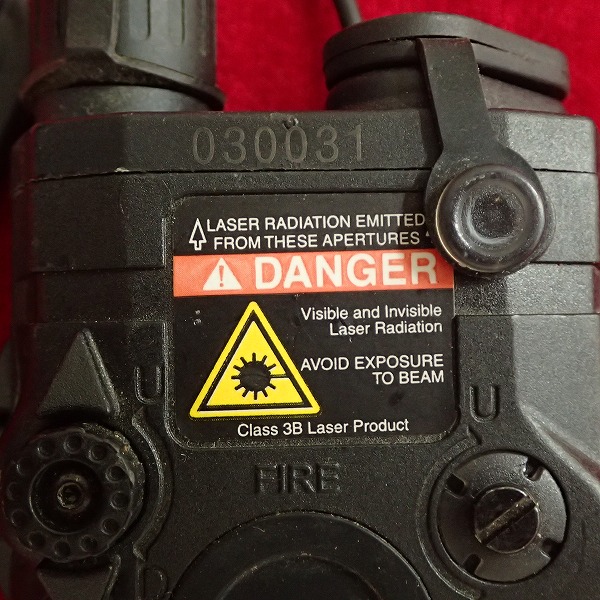 030031
LASER RADIATION EMITTED
FROM THESE APERTURES
DANGER
Visible and Invisible
Laser Radiation
AVOID EXPOSURE
TO BEAM
Class 3B Laser Product
U
U
FIRE